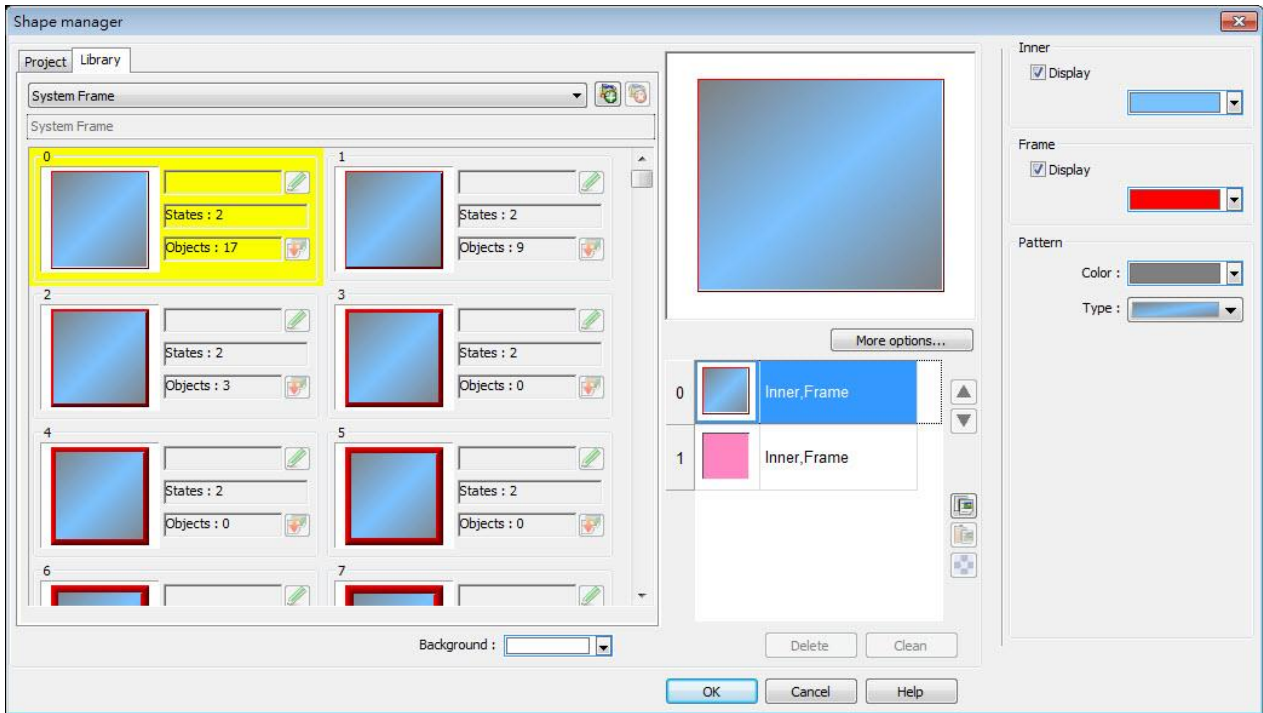 Shape manager
Project
Library
System Frame
System Frame
0
States : 2
Objects : 17
1
States : 2
Objects : 9
2
States : 2
Objects : 3
3
States : 2
Objects : 0
4
States : 2
Objects : 0
5
States : 2
Objects : 0
6
7
Background :
More options...
0
Inner,Frame
1
Inner,Frame
Delete
Clean
Inner
Display
Frame
Display
Pattern
Color :
Type :
OK
Cancel
Help